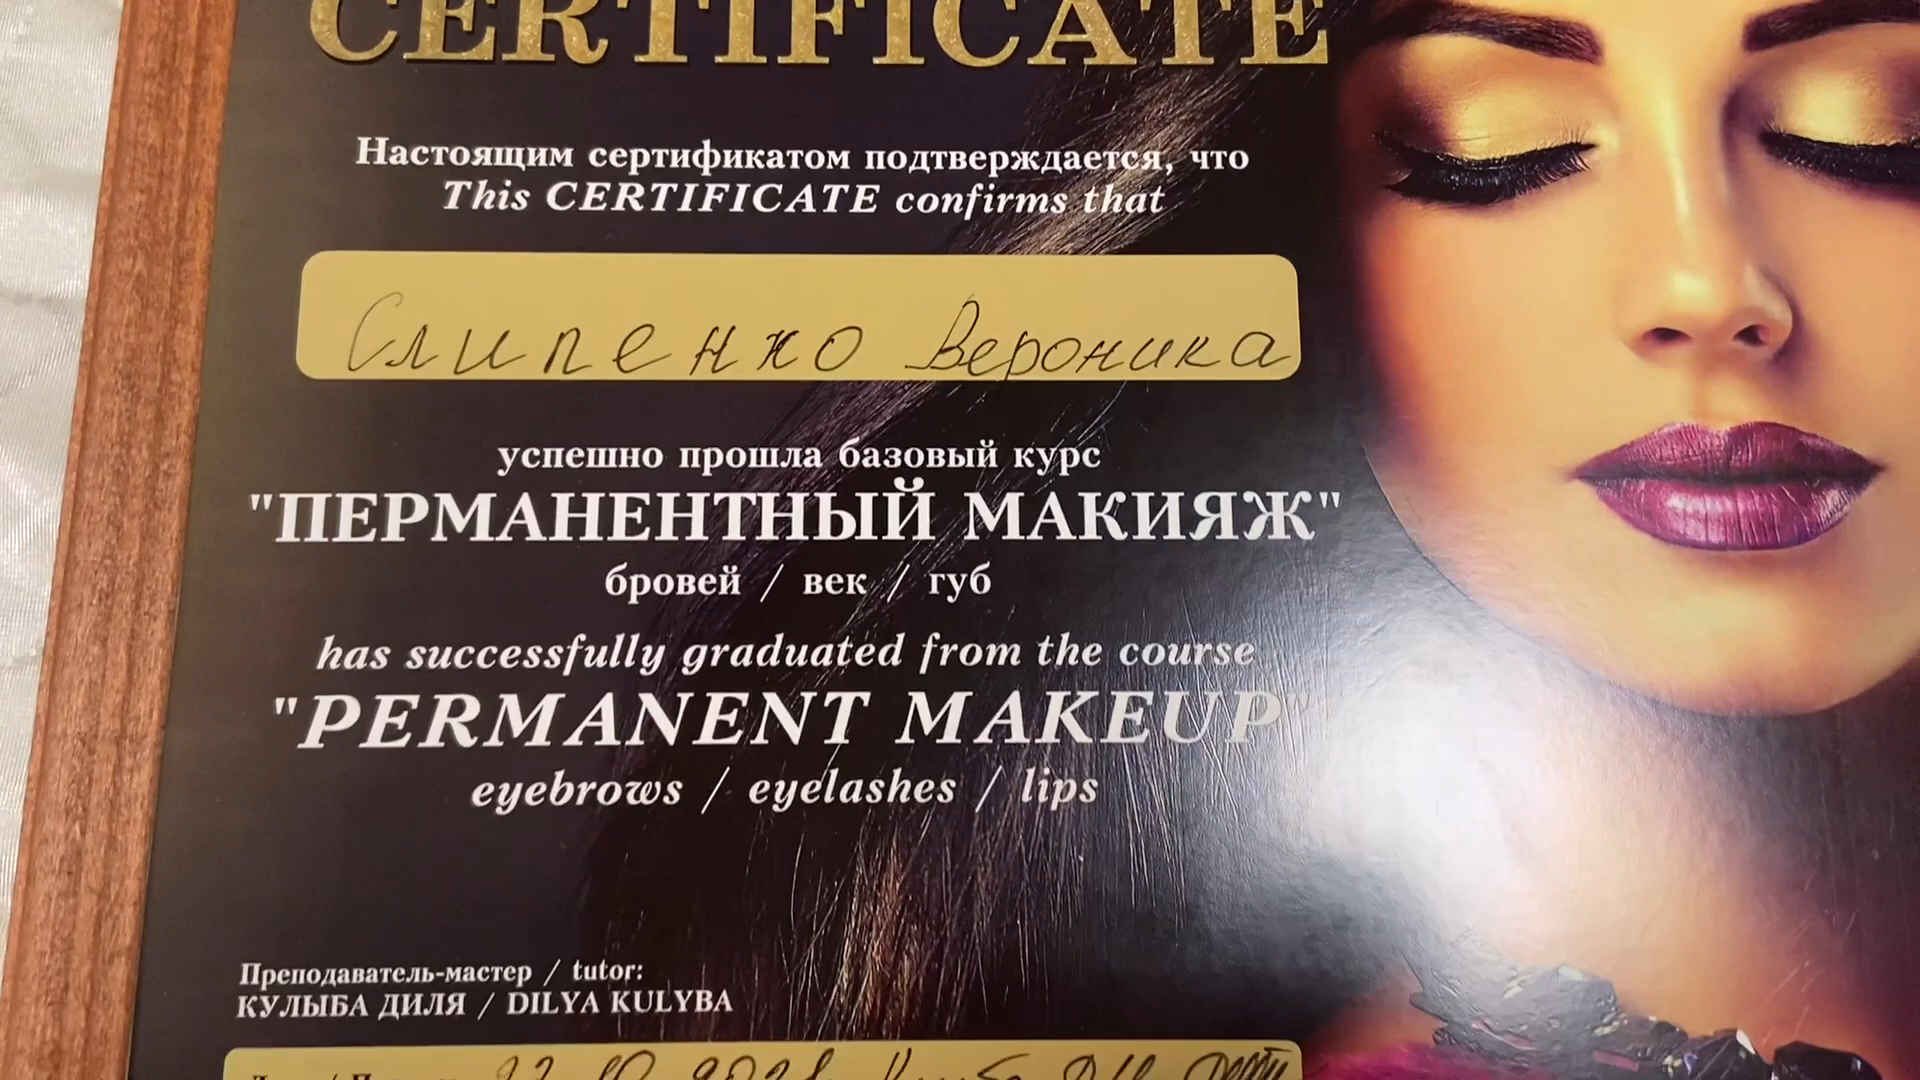 CERTIFICATE
Настоящим сертификатом подтверждается, что
This CERTIFICATE confirms that
Слипенко Вероника
успешно прошла базовый курс
"ПЕРМАНЕНТНЫЙ МАКИЯЖ"
бровей / век / губ
has successfully graduated from the course
"PERMANENT MAKEUP"
eyebrows / eyelashes / lips
Преподаватель-мастер / tutor:
КУЛЫБА ДИЛЯ / DILYA KULYBA